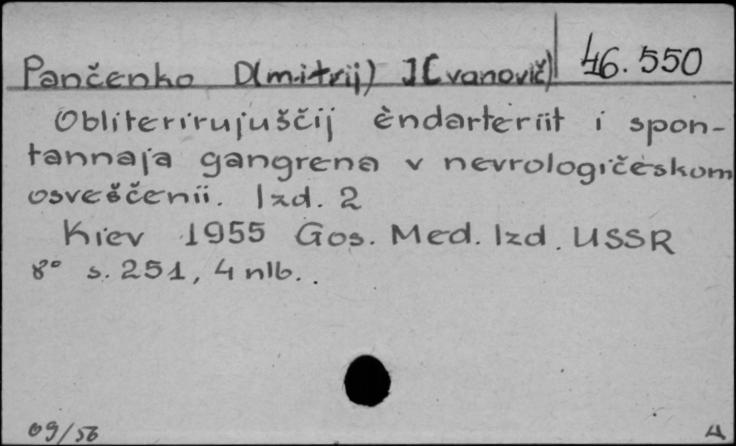 Pančenko D(mitrij) I(vanovič) 46.550
Obliterirujuščij èndarteriit i spon-
tannaja gangrena v nevrologičeskom
osveščenii. Izd. 2
Kiev 1955 Gos. Med. Izd. USSR
8° s. 251, 4 nlb..
09/56